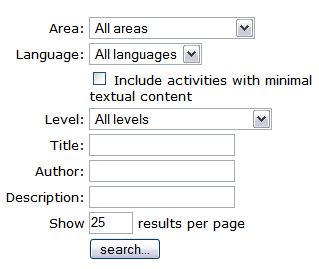 Area: All areas
Language: All languages
Include activities with minimal
textual content
Level: All levels
Title:
Author:
Description:
Show 25 results per page
search...